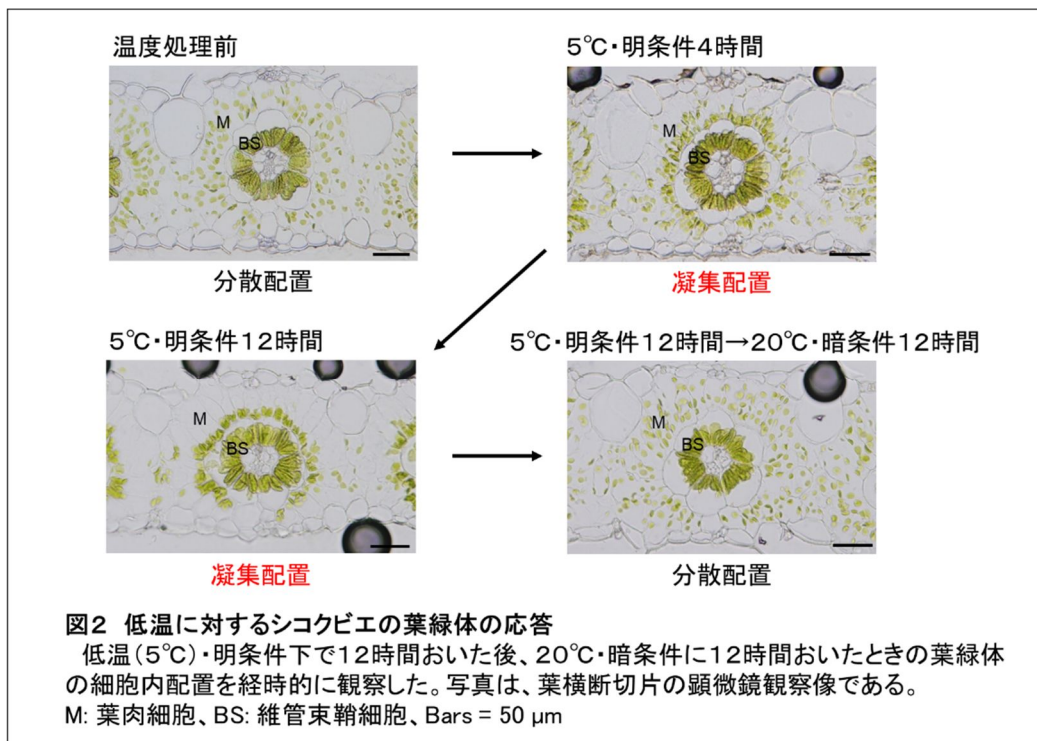 温度処理前
5℃・明条件4時間
M
BS
M
BS
分散配置
凝集配置
5℃・明条件12時間
5℃・明条件12時間→20℃・暗条件12時間
M
BS
M
BS
凝集配置
分散配置
図2 低温に対するシコクビエの葉緑体の応答
低温(5℃)・明条件下で12時間おいた後、20℃・暗条件に12時間おいたときの葉緑体
の細胞内配置を経時的に観察した。写真は、葉横断切片の顕微鏡観察像である。
M: 葉肉細胞、BS: 維管束鞘細胞、Bars = 50 μm